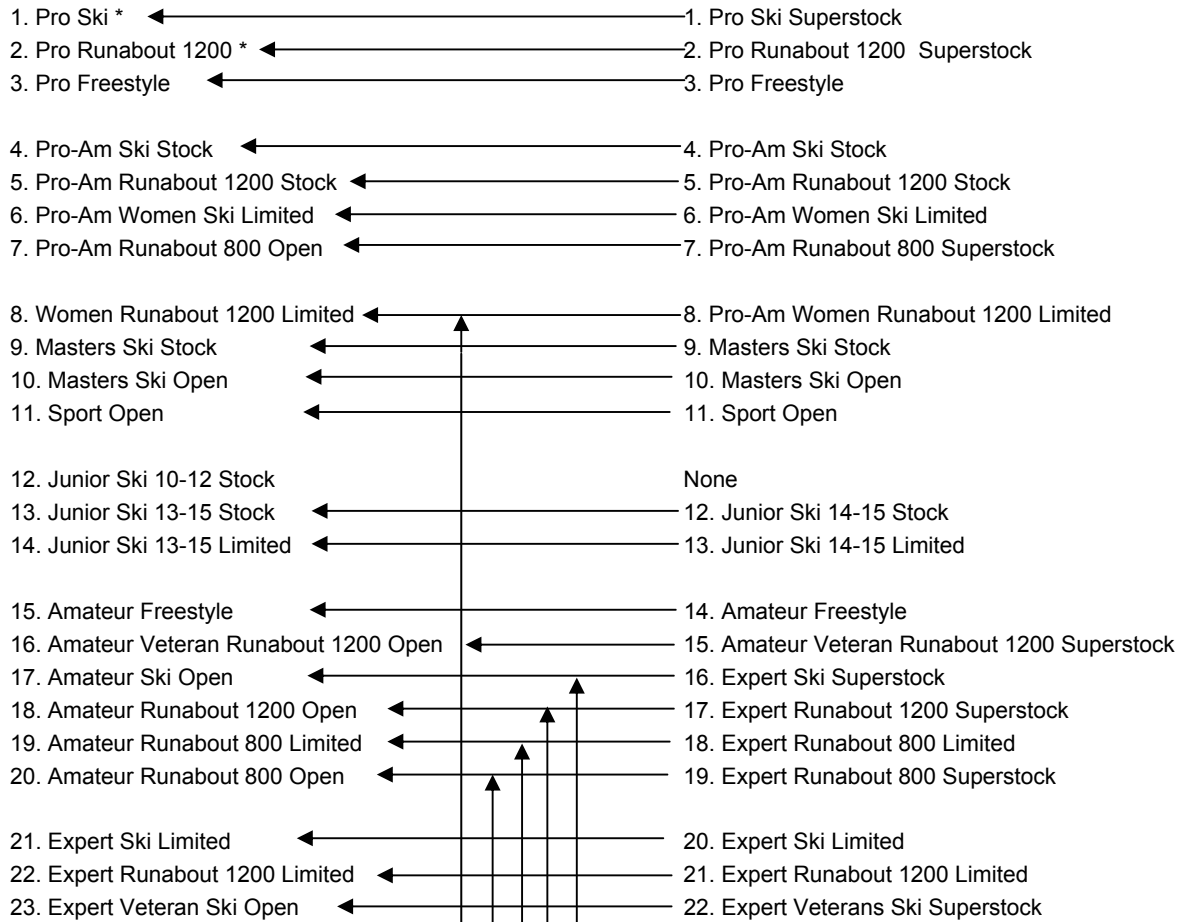 1. Pro Ski * 1. Pro Ski Superstock
2. Pro Runabout 1200 * 2. Pro Runabout 1200 Superstock
3. Pro Freestyle 3. Pro Freestyle
4. Pro-Am Ski Stock 4. Pro-Am Ski Stock
5. Pro-Am Runabout 1200 Stock 5. Pro-Am Runabout 1200 Stock
6. Pro-Am Women Ski Limited 6. Pro-Am Women Ski Limited
7. Pro-Am Runabout 800 Open 7. Pro-Am Runabout 800 Superstock
8. Women Runabout 1200 Limited 8. Pro-Am Women Runabout 1200 Limited
9. Masters Ski Stock 9. Masters Ski Stock
10. Masters Ski Open 10. Masters Ski Open
11. Sport Open 11. Sport Open
12. Junior Ski 10-12 Stock None
13. Junior Ski 13-15 Stock 12. Junior Ski 14-15 Stock
14. Junior Ski 13-15 Limited 13. Junior Ski 14-15 Limited
15. Amateur Freestyle 14. Amateur Freestyle
16. Amateur Veteran Runabout 1200 Open 15. Amateur Veteran Runabout 1200 Superstock
17. Amateur Ski Open 16. Expert Ski Superstock
18. Amateur Runabout 1200 Open 17. Expert Runabout 1200 Superstock
19. Amateur Runabout 800 Limited 18. Expert Runabout 800 Limited
20. Amateur Runabout 800 Open 19. Expert Runabout 800 Superstock
21. Expert Ski Limited 20. Expert Ski Limited
22. Expert Runabout 1200 Limited 21. Expert Runabout 1200 Limited
23. Expert Veteran Ski Open 22. Expert Veterans Ski Superstock